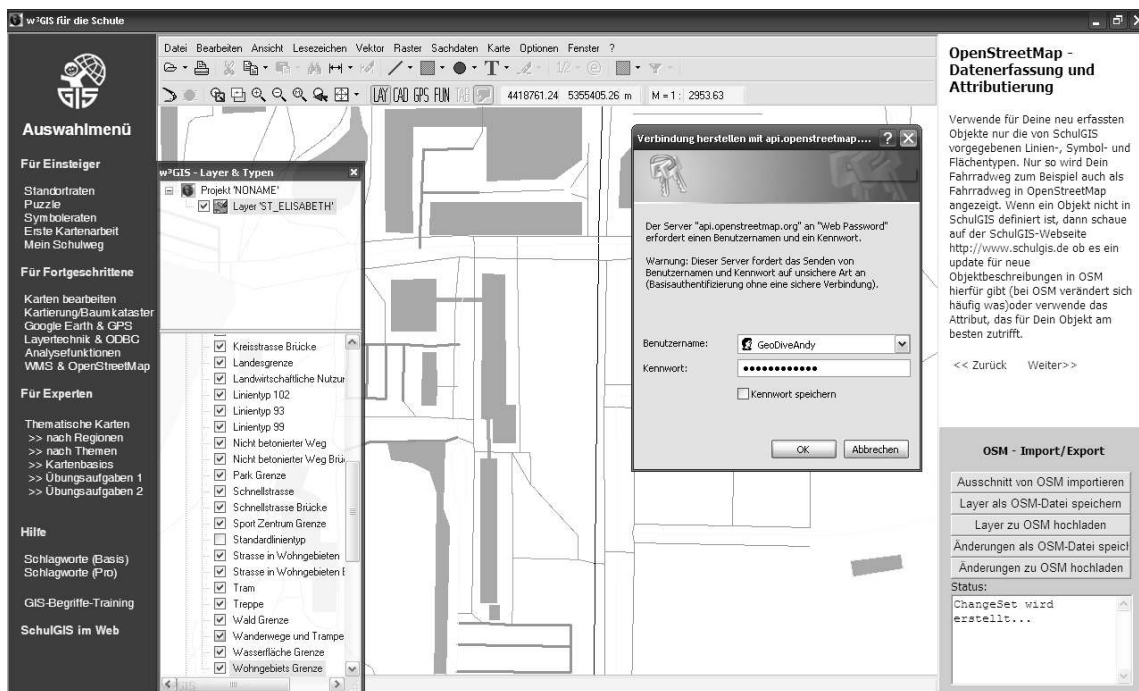 w³GIS für die Schule
GIS
Auswahlmenü
Für Einsteiger
Standortraten
Puzzle
Symboleraten
Erste Kartenarbeit
Mein Schulweg
Für Fortgeschrittene
Karten bearbeiten
Kartierung/Baumkataster
Google Earth & GPS
Layertechnik & ODBC
Analysefunktionen
WMS & OpenStreetMap
Für Experten
Thematische Karten
>> nach Regionen
>> nach Themen
>> Kartenbasics
>> Übungsaufgaben 1
>> Übungsaufgaben 2
Hilfe
Schlagworte (Basis)
Schlagworte (Pro)
GIS-Begriffe-Training
SchulGIS im Web
Datei Bearbeiten Ansicht Lesezeichen Vektor Raster Sachdaten Karte Optionen Fenster ?
T 1/2 @
LAY CAD GPS FUN TAB 4418761.24 5355405.26 m M = 1 : 2953.63
w³GIS - Layer & Typen
Projekt 'NONAME'
Layer 'ST_ELISABETH'
Kreisstrasse Brücke
Landesgrenze
Landwirtschaftliche Nutzur
Linientyp 102
Linientyp 93
Linientyp 99
Nicht betonierter Weg
Nicht betonierter Weg Brü
Park Grenze
Schnellstrasse
Schnellstrasse Brücke
Sport Zentrum Grenze
Standardlinientyp
Strasse in Wohngebieten
Strasse in Wohngebieten B
Tram
Treppe
Wald Grenze
Wanderwege und Trampe
Wasserfläche Grenze
Wohngebiets Grenze
Verbindung herstellen mit api.openstreetmap....
Der Server "api.openstreetmap.org" an "Web Password"
erfordert einen Benutzernamen und ein Kennwort.
Warnung: Dieser Server fordert das Senden von
Benutzernamen und Kennwort auf unsichere Art an
(Basisauthentifizierung ohne eine sichere Verbindung).
Benutzername: GeoDiveAndy
Kennwort: ●●●●●●●●●●●●
Kennwort speichern
OK Abbrechen
OpenStreetMap -
Datenerfassung und
Attributierung
Verwende für Deine neu erfassten
Objekte nur die von SchulGIS
vorgegebenen Linien-, Symbol- und
Flächentypen. Nur so wird Dein
Fahrradweg zum Beispiel auch als
Fahrradweg in OpenStreetMap
angezeigt. Wenn ein Objekt nicht in
SchulGIS definiert ist, dann schaue
auf der SchulGIS-Webseite
http://www.schulgis.de ob es ein
update für neue
Objektbeschreibungen in OSM
hierfür gibt (bei OSM verändert sich
häufig was)oder verwende das
Attribut, das für Dein Objekt am
besten zutrifft.
<< Zurück Weiter>>
OSM - Import/Export
Ausschnitt von OSM importieren
Layer als OSM-Datei speichern
Layer zu OSM hochladen
Änderungen als OSM-Datei speich
Änderungen zu OSM hochladen
Status:
ChangeSet wird
erstellt...